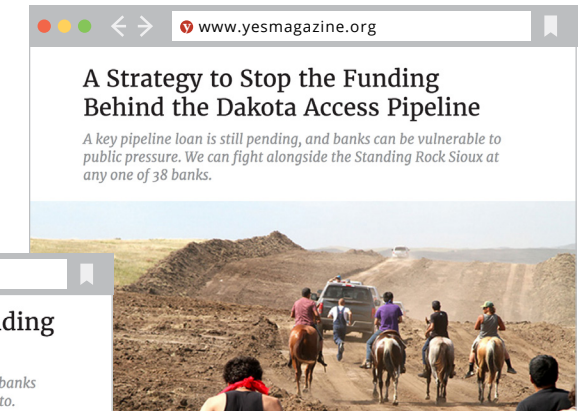 www.yesmagazine.org
A Strategy to Stop the Funding
Behind the Dakota Access Pipeline
A key pipeline loan is still pending, and banks can be vulnerable to
public pressure. We can fight alongside the Standing Rock Sioux at
any one of 38 banks.
banks
to.